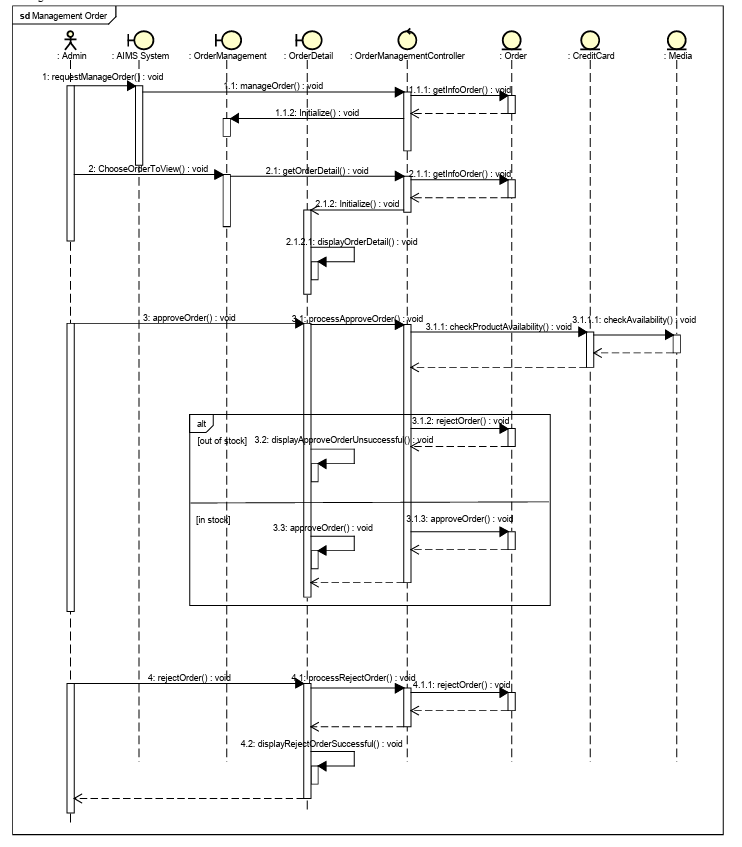 sd Management Order
: Admin
: AIMS System
: OrderManagement
: OrderDetail
: OrderManagementController
: Order
: CreditCard
: Media
1: requestManageOrder() : void
1.1: manageOrder() : void
1.1.1: getInfoOrder() : void
1.1.2: Initialize() : void
2: ChooseOrderToView() : void
2.1: getOrderDetail() : void
2.1.1: getInfoOrder() : void
2.1.2: Initialize() : void
2.1.2.1: displayOrderDetail() : void
3: approveOrder() : void
3.1: processApproveOrder() : void
3.1.1: checkProductAvailability() : void
3.1.1.1: checkAvailability() : void
alt
[out of stock]
3.1.2: rejectOrder() : void
3.2: displayApproveOrderUnsuccessful() : void
[in stock]
3.1.3: approveOrder() : void
3.3: approveOrder() : void
4: rejectOrder() : void
4.1: processRejectOrder() : void
4.1.1: rejectOrder() : void
4.2: displayRejectOrderSuccessful() : void